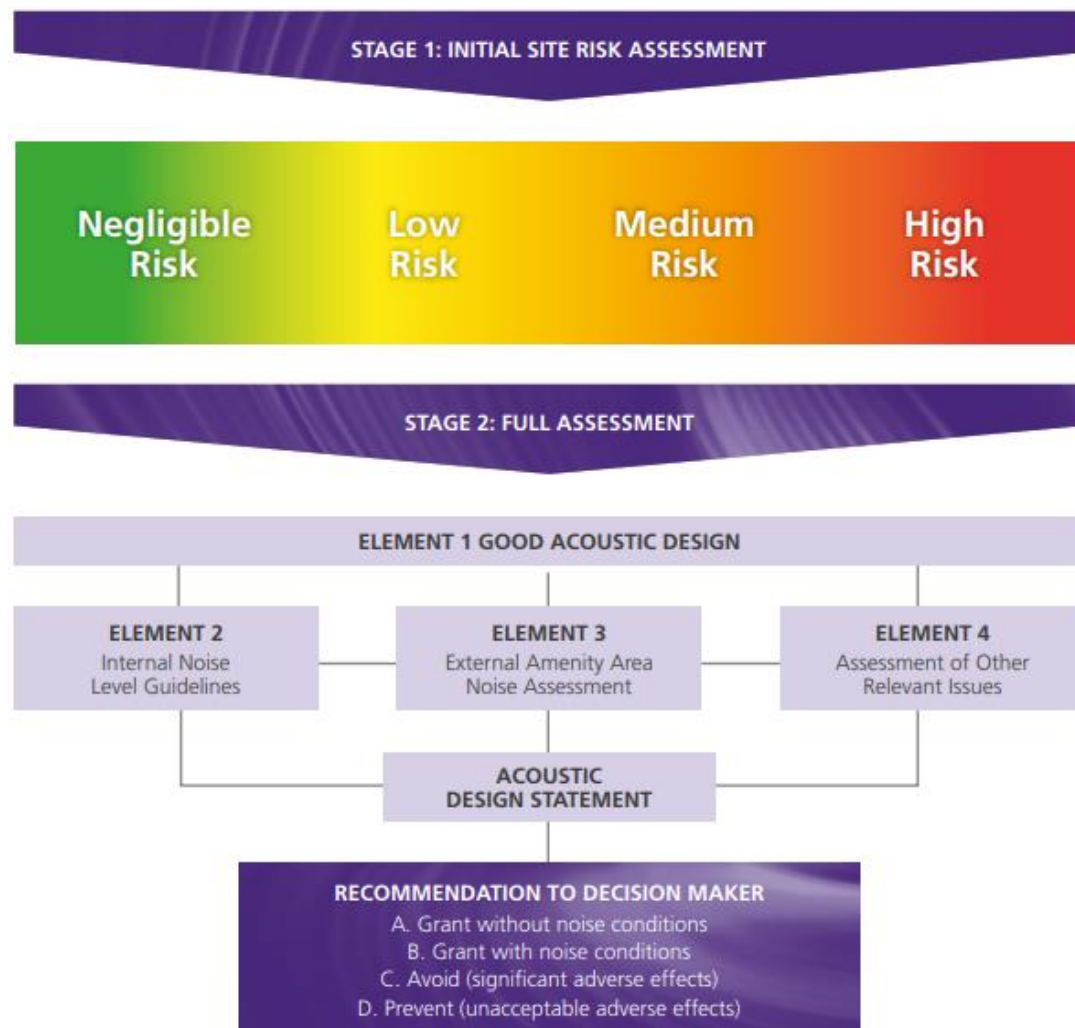 STAGE 1: INITIAL SITE RISK ASSESSMENT
Negligible
Risk
Low
Risk
Medium
Risk
High
Risk
STAGE 2: FULL ASSESSMENT
ELEMENT 1 GOOD ACOUSTIC DESIGN
ELEMENT 2
Internal Noise
Level Guidelines
ELEMENT 3
External Amenity Area
Noise Assessment
ELEMENT 4
Assessment of Other
Relevant Issues
ACOUSTIC
DESIGN STATEMENT
RECOMMENDATION TO DECISION MAKER
A. Grant without noise conditions
B. Grant with noise conditions
C. Avoid (significant adverse effects)
D. Prevent (unacceptable adverse effects)